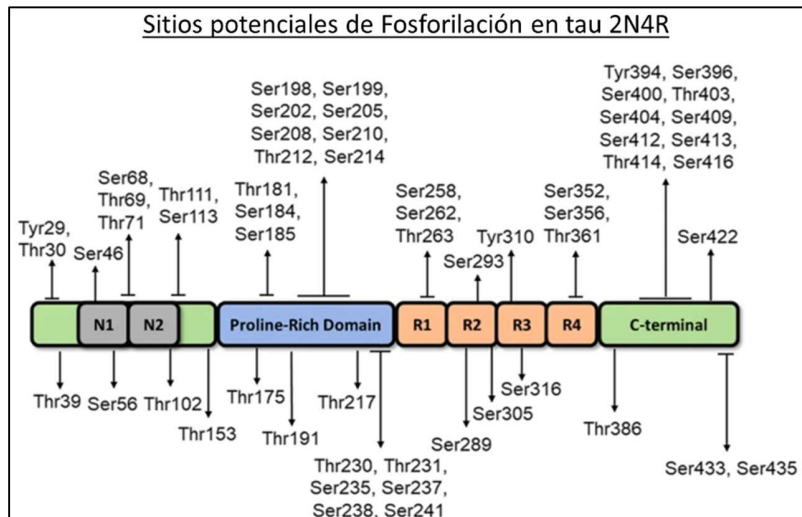 Sitios potenciales de Fosforilación en tau 2N4R
Tyr394, Ser396,
Ser400, Thr403,
Ser404, Ser409,
Ser412, Ser413,
Thr414, Ser416
Ser198, Ser199,
Ser202, Ser205,
Ser208, Ser210,
Thr212, Ser214
Ser68,
Thr69,
Thr71
Thr111,
Ser113
Thr181,
Ser184,
Ser185
Ser258,
Ser262,
Thr263
Ser352,
Ser356,
Thr361
Tyr29,
Thr30
Ser46
Tyr310
Ser293
Ser422
N1
N2
Proline-Rich Domain
R1
R2
R3
R4
C-terminal
Thr39
Ser56
Thr102
Thr153
Thr175
Thr191
Thr217
Thr230, Thr231,
Ser235, Ser237,
Ser238, Ser241
Ser289
Ser305
Ser316
Thr386
Ser433, Ser435